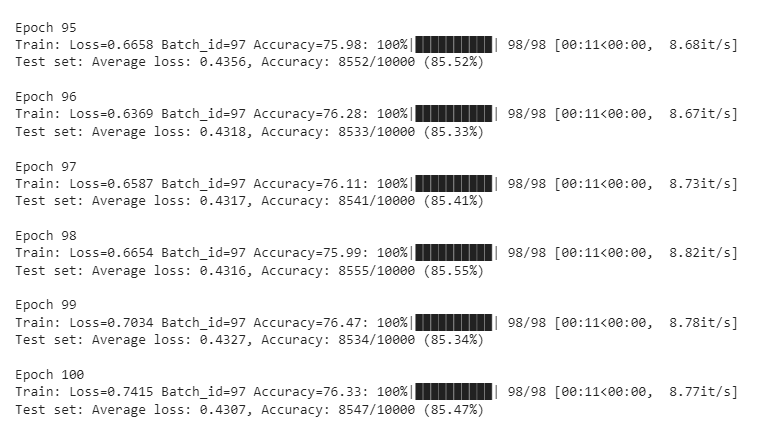 Epoch 95
Train: Loss=0.6658 Batch_id=97 Accuracy=75.98: 100%|██████████| 98/98 [00:11<00:00,  8.68it/s]
Test set: Average loss: 0.4356, Accuracy: 8552/10000 (85.52%)
Epoch 96
Train: Loss=0.6369 Batch_id=97 Accuracy=76.28: 100%|██████████| 98/98 [00:11<00:00,  8.67it/s]
Test set: Average loss: 0.4318, Accuracy: 8533/10000 (85.33%)
Epoch 97
Train: Loss=0.6587 Batch_id=97 Accuracy=76.11: 100%|██████████| 98/98 [00:11<00:00,  8.73it/s]
Test set: Average loss: 0.4317, Accuracy: 8541/10000 (85.41%)
Epoch 98
Train: Loss=0.6654 Batch_id=97 Accuracy=75.99: 100%|██████████| 98/98 [00:11<00:00,  8.82it/s]
Test set: Average loss: 0.4316, Accuracy: 8555/10000 (85.55%)
Epoch 99
Train: Loss=0.7034 Batch_id=97 Accuracy=76.47: 100%|██████████| 98/98 [00:11<00:00,  8.78it/s]
Test set: Average loss: 0.4327, Accuracy: 8534/10000 (85.34%)
Epoch 100
Train: Loss=0.7415 Batch_id=97 Accuracy=76.33: 100%|██████████| 98/98 [00:11<00:00,  8.77it/s]
Test set: Average loss: 0.4307, Accuracy: 8547/10000 (85.47%)